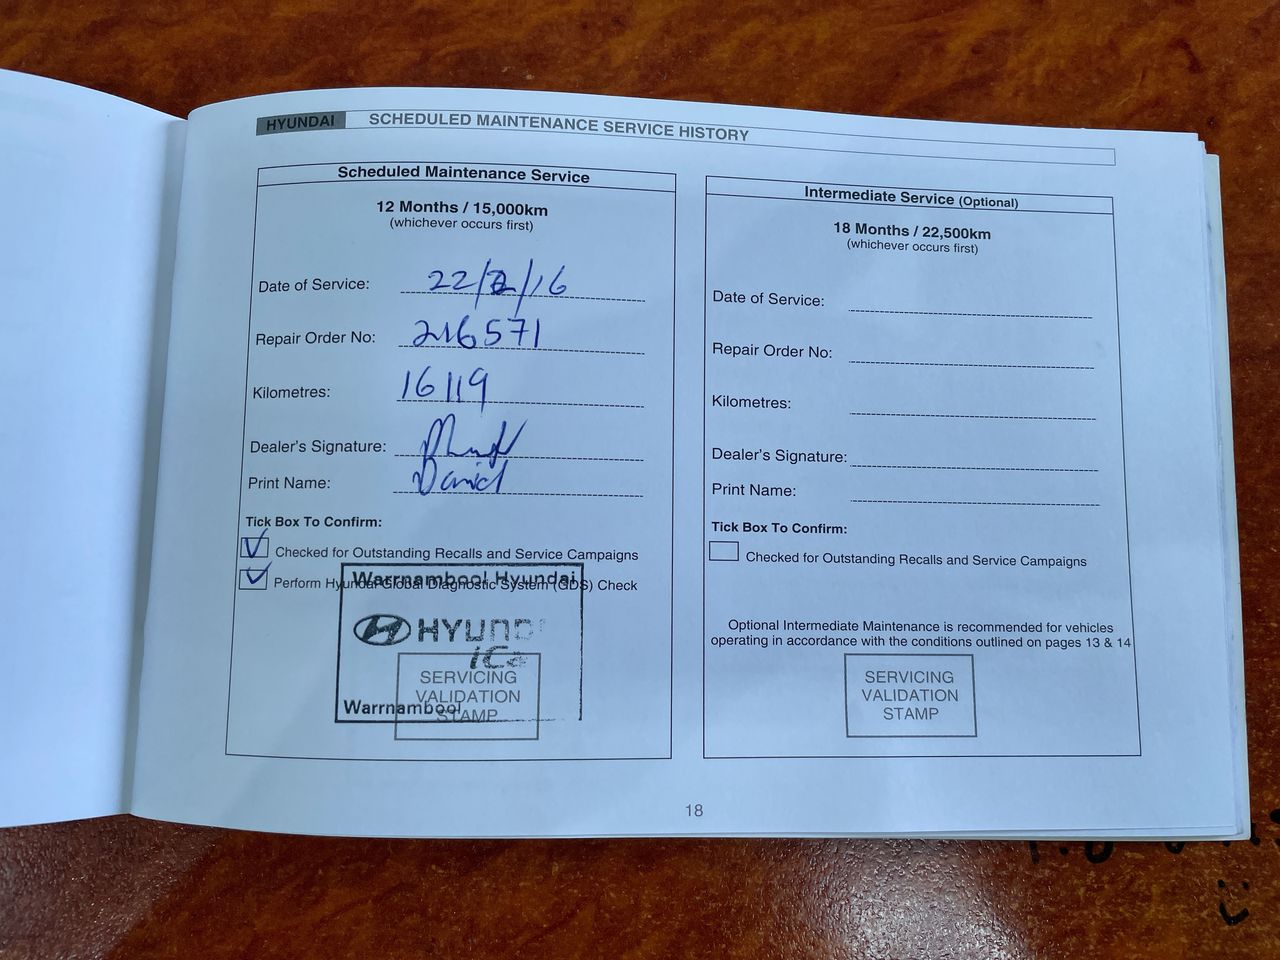 HYUNDAI SCHEDULED MAINTENANCE SERVICE HISTORY
Scheduled Maintenance Service
12 Months / 15,000km
(whichever occurs first)
Date of Service: 22/2/16
Repair Order No: 216571
Kilometres: 16119
Dealer's Signature:
Print Name: Daniel
Tick Box To Confirm:
Checked for Outstanding Recalls and Service Campaigns
Perform Hyundai Global Diagnostic System (GDS) Check
Warrnambool Hyundai
HYUNDAI
Warrnambool
SERVICING
VALIDATION
STAMP
Intermediate Service (Optional)
18 Months / 22,500km
(whichever occurs first)
Date of Service:
Repair Order No:
Kilometres:
Dealer's Signature:
Print Name:
Tick Box To Confirm:
Checked for Outstanding Recalls and Service Campaigns
Optional Intermediate Maintenance is recommended for vehicles
operating in accordance with the conditions outlined on pages 13 & 14
SERVICING
VALIDATION
STAMP
18